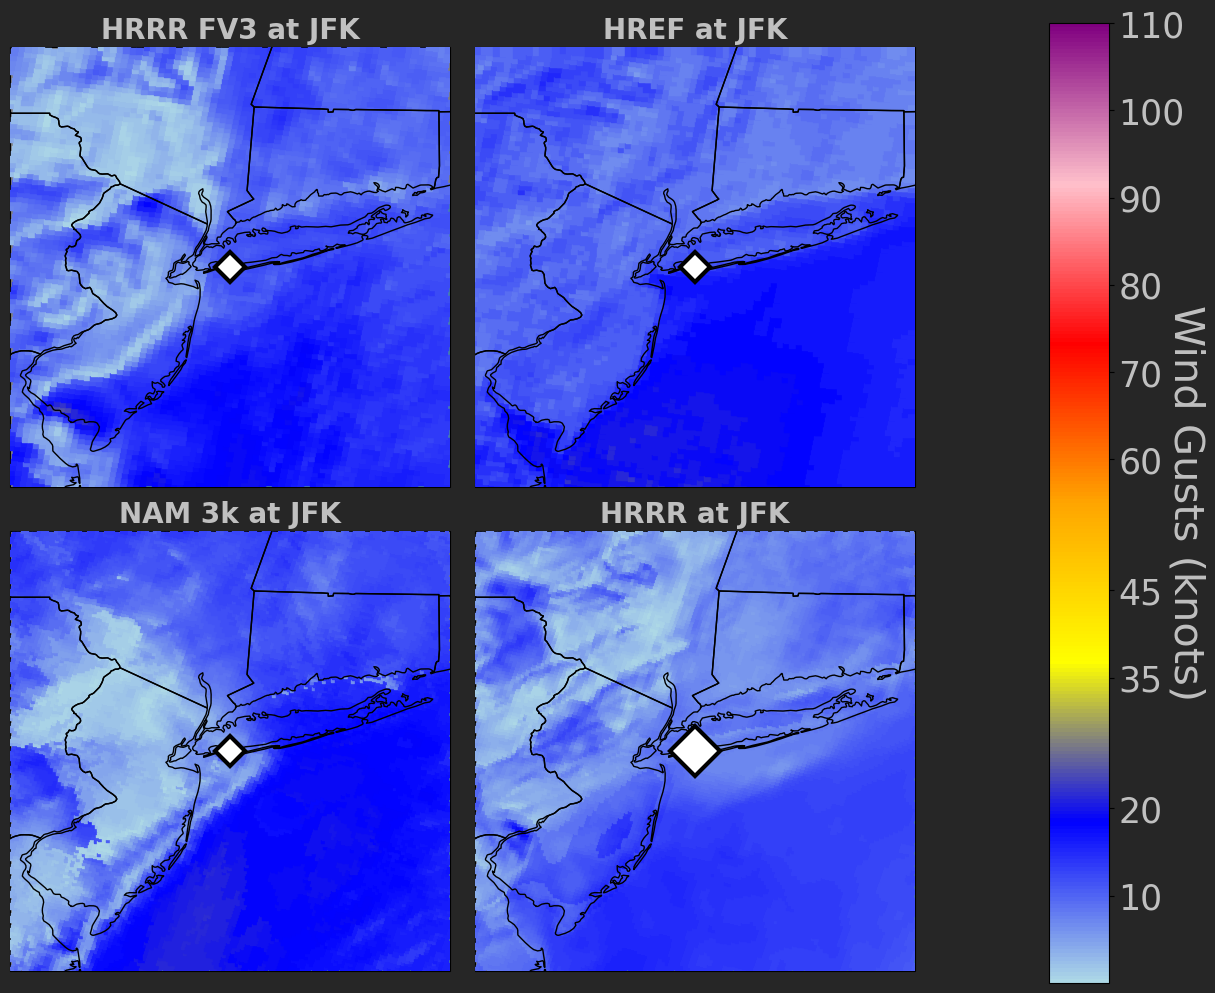 HRRR FV3 at JFK
HREF at JFK
NAM 3k at JFK
HRRR at JFK
110
100
90
80
70
60
45
35
20
10
Wind Gusts (knots)